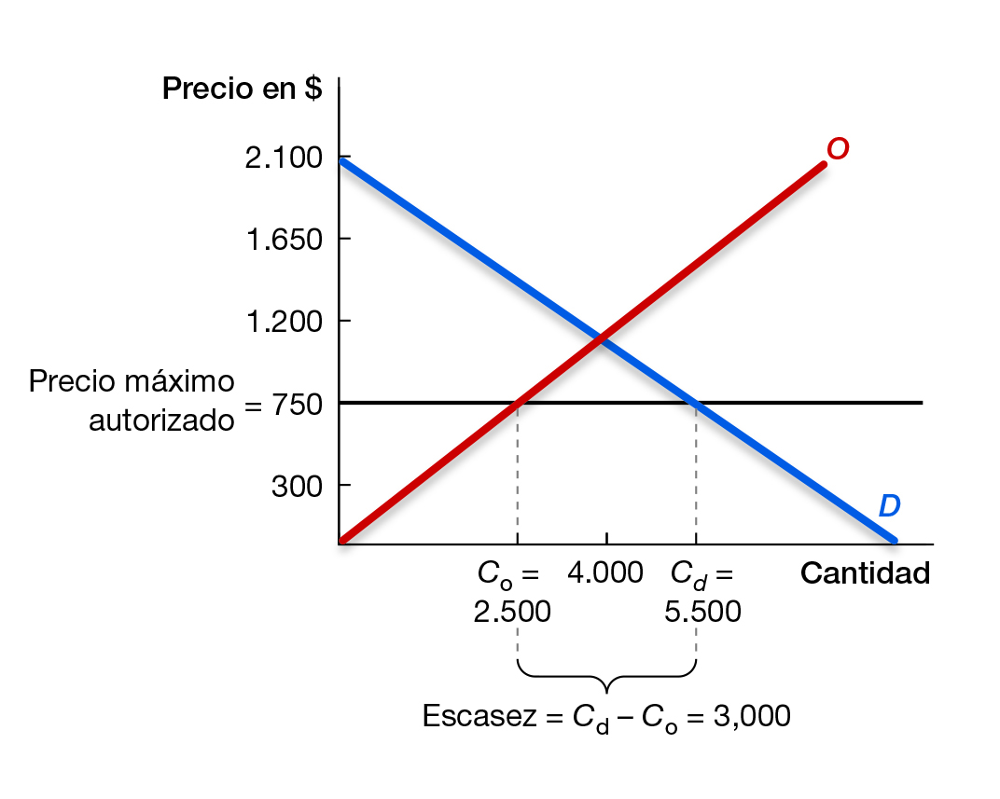 Precio en $
2.100
O
1.650
1.200
Precio máximo
autorizado
= 750
300
D
Co =
4.000
Cd =
Cantidad
2.500
5.500
Escasez = Cd – Co = 3,000